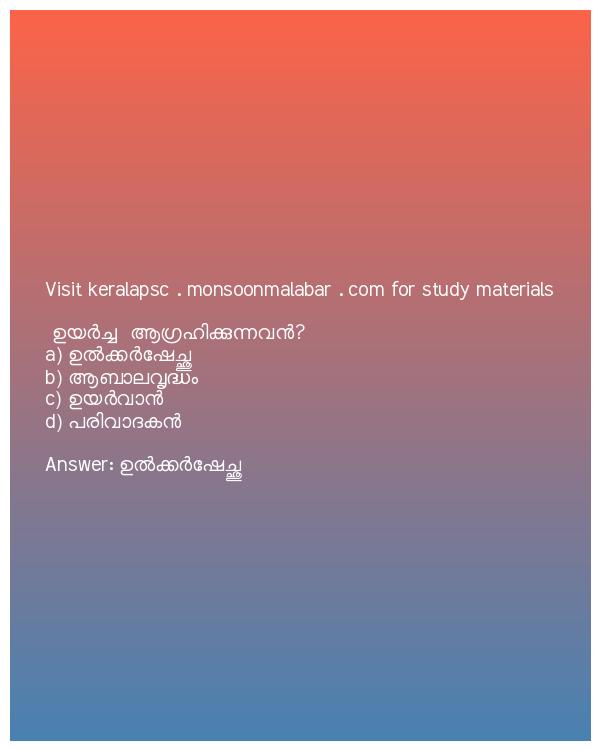 Visit keralapsc . monsoonmalabar . com for study materials
ഉയർച്ച ആഗ്രഹിക്കുന്നവൻ?
a) ഉൽക്കർഷേച്ഛു
b) ആബാലവൃദ്ധം
c) ഉയർവാൻ
d) പരിവാദകൻ
Answer: ഉൽക്കർഷേച്ഛു